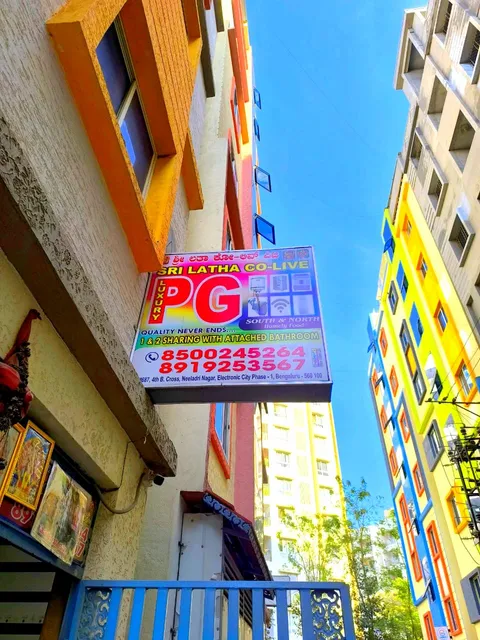 ಶ್ರೀ ಲತಾ ಕೋ-ಲಿವ್
SRI LATHA CO-LIVE
LUXURY
PG
SOUTH & NORTH
QUALITY NEVER ENDS....
1 & 2 SHARING WITH ATTACHED BATHROOM
8500245264
8919253567
4th B. Cross, Neeladri Nagar, Electronic City Phase - 1, Bengaluru - 560 100